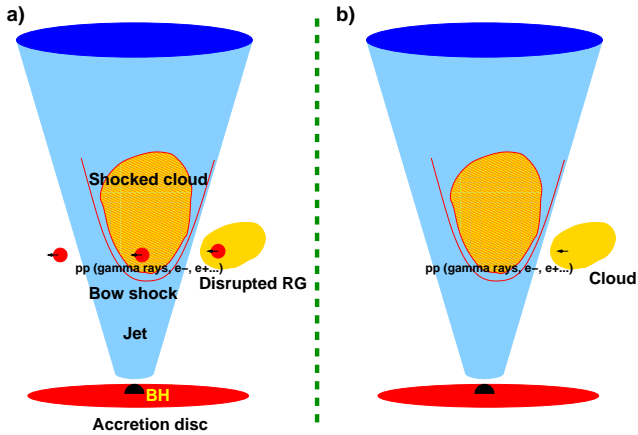 a)
Shocked cloud
pp (gamma rays, e−, e+...)
Disrupted RG
Bow shock
Jet
BH
Accretion disc
b)
pp (gamma rays, e−, e+...)
Cloud